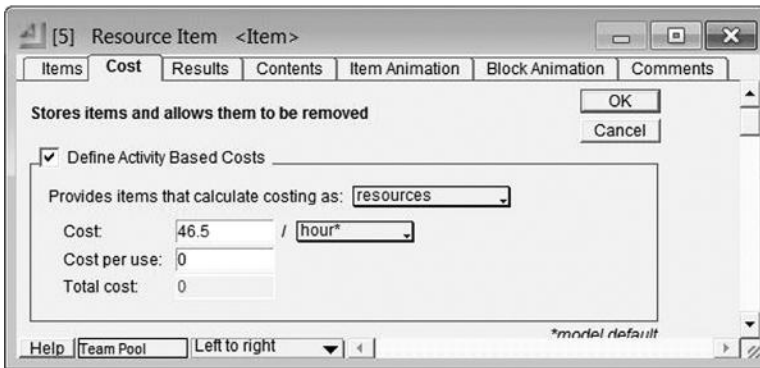 [5] Resource Item <Item>
Items Cost Results Contents Item Animation Block Animation Comments
Stores items and allows them to be removed
OK
Cancel
Define Activity Based Costs
Provides items that calculate costing as: resources
Cost: 46.5 / hour*
Cost per use: 0
Total cost: 0
*model default
Help Team Pool Left to right